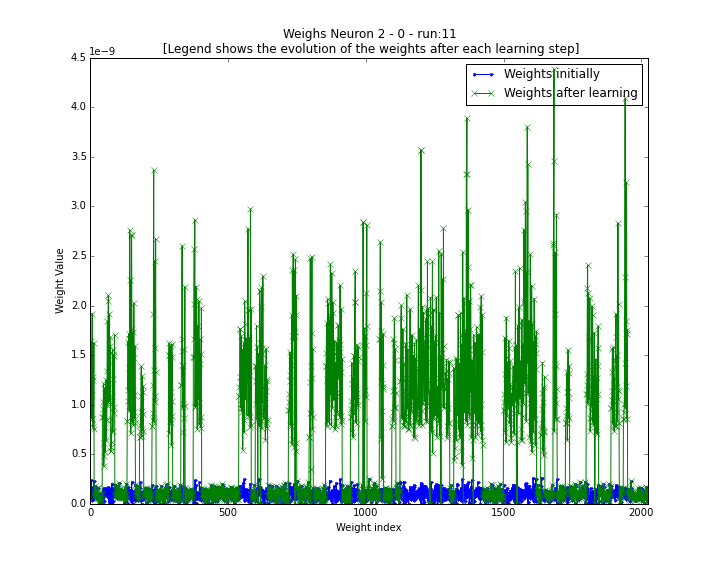 Weighs Neuron 2 - 0 - run:11
[Legend shows the evolution of the weights after each learning step]
1e−9
4.5
4.0
3.5
3.0
2.5
2.0
1.5
1.0
0.5
0.0
Weight Value
Weights initially
Weights after learning
0
500
1000
1500
2000
Weight index